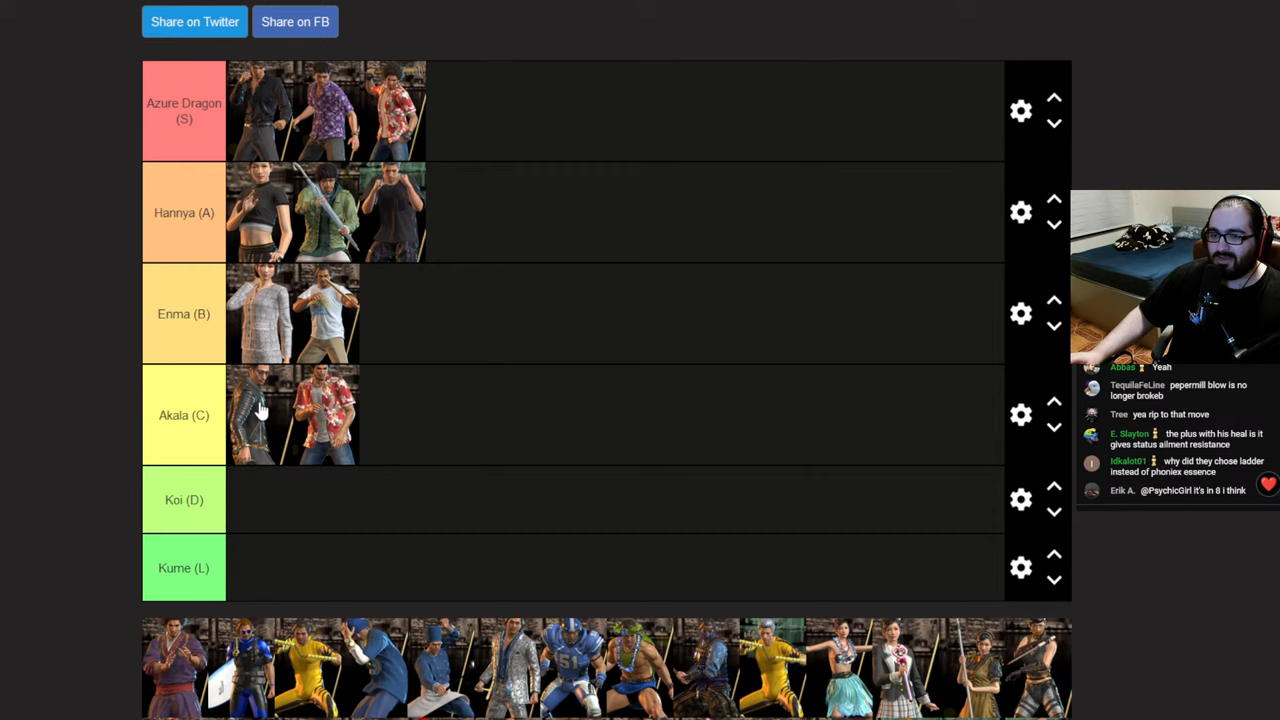 Share on Twitter
Share on FB
Azure Dragon
(S)
Hannya (A)
Enma (B)
Akala (C)
Koi (D)
Kume (L)
Abbas Yeah
TequilaFeLine pepermill blow is no
longer brokeb
Tree yea rip to that move
E. Slayton the plus with his heal is it
gives status ailment resistance
Idkalot01 why did they chose ladder
instead of phoniex essence
Erik A. @PsychicGirl it's in 8 i think
51